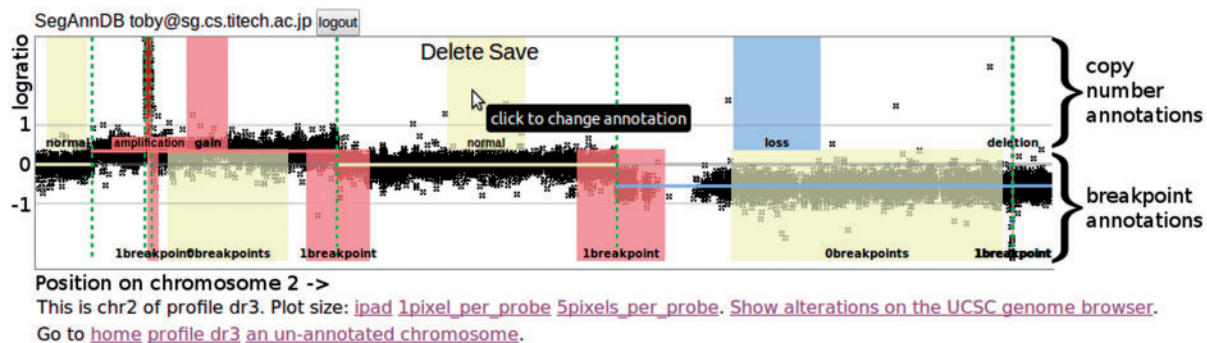 SegAnnDB toby@sg.cs.titech.ac.jp logout
Delete Save
logratio
1
0
-1
click to change annotation
normal
amplification
gain
normal
loss
deletion
1breakpoint
0breakpoints
1breakpoint
1breakpoint
0breakpoints
1breakpoint
copy
number
annotations
breakpoint
annotations
Position on chromosome 2 ->
This is chr2 of profile dr3. Plot size: ipad 1pixel_per_probe 5pixels_per_probe. Show alterations on the UCSC genome browser.
Go to home profile dr3 an un-annotated chromosome.